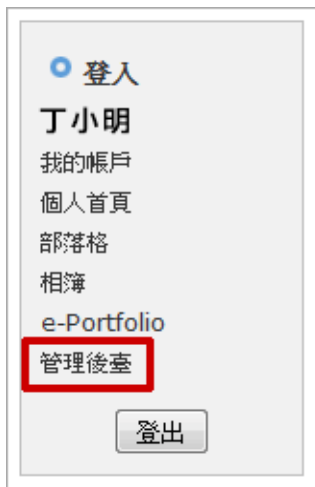 登入
丁小明
我的帳戶
個人首頁
部落格
相簿
e-Portfolio
管理後臺
登出